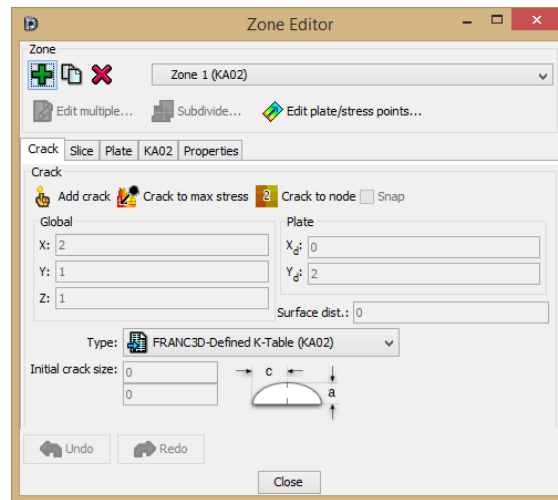 Zone Editor
Zone
Zone 1 (KA02)
Edit multiple... Subdivide... Edit plate/stress points...
Crack Slice Plate KA02 Properties
Crack
Add crack Crack to max stress 2 Crack to node Snap
Global Plate
X: 2 Xd: 0
Y: 1 Yd: 2
Z: 1
Surface dist.: 0
Type: FRANC3D-Defined K-Table (KA02)
Initial crack size: 0 c
0 a
Undo Redo
Close